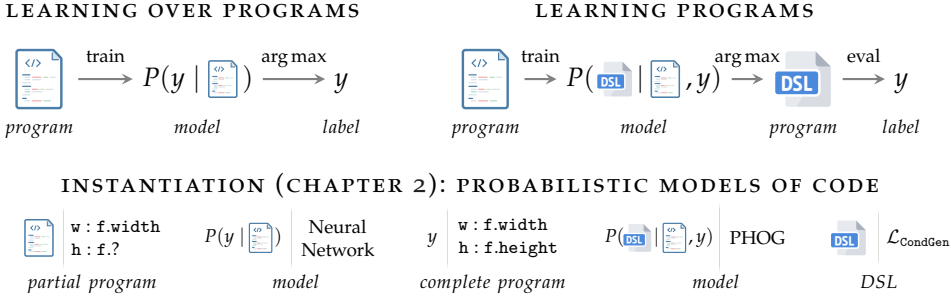 LEARNING OVER PROGRAMS
</> train P(y | </> ) arg max y
program model label
LEARNING PROGRAMS
</> train P( DSL | </> , y) arg max DSL eval y
program model program label
INSTANTIATION (CHAPTER 2): PROBABILISTIC MODELS OF CODE
</> w : f.width
h : f.?
partial program
P(y | </> ) Neural
Network
model
y w : f.width
h : f.height
complete program
P( DSL | </> , y) PHOG
model
DSL ℒCondGen
DSL